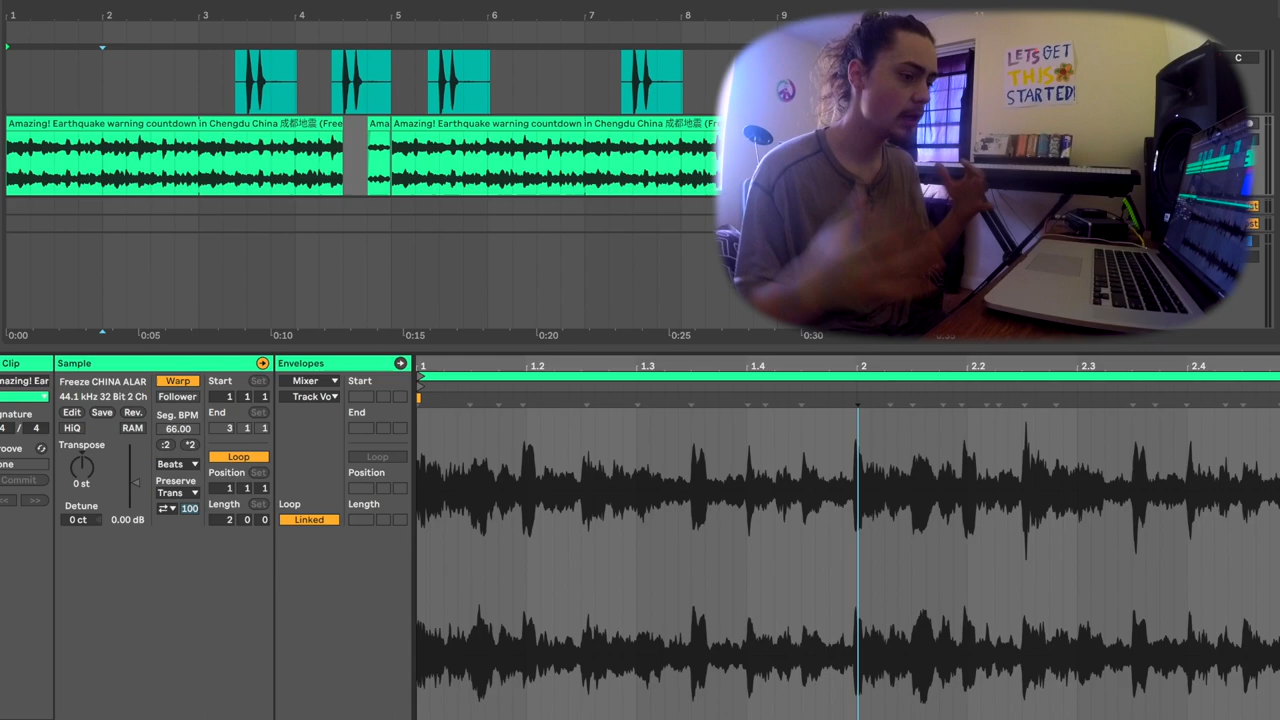 1 2 3 4 5 6 7 8 9
C
Amazing! Earthquake warning countdown in Chengdu China 成都地震 (Free
Ama
Amazing! Earthquake warning countdown in Chengdu China 成都地震 (Fr
LET'S GET
THIS
STARTED!
0:00 0:05 0:10 0:15 0:20 0:25 0:30
Clip
mazing! Ear
gnature
4 / 4
roove
one
Commit
<< >>
Sample
Freeze CHINA ALAR
44.1 kHz 32 Bit 2 Ch
Edit Save Rev.
HiQ RAM
Transpose
0 st
Detune
0 ct 0.00 dB
Warp
Follower
Seg. BPM
66.00
:2 *2
Beats
Preserve
Trans
100
Start Set
1 1 1
End Set
3 1 1
Loop
Position Set
1 1 1
Length Set
2 0 0
Envelopes
Mixer
Track Vo
Loop
Linked
Start
End
Loop
Position
Length
1 1.2 1.3 1.4 2 2.2 2.3 2.4